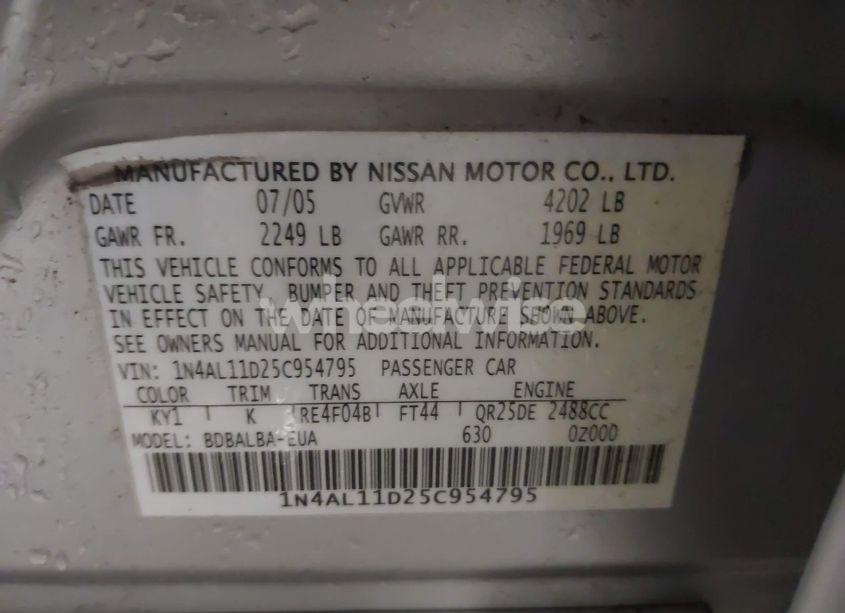 MANUFACTURED BY NISSAN MOTOR CO., LTD.
DATE 07/05 GVWR 4202 LB
GAWR FR. 2249 LB GAWR RR. 1969 LB
THIS VEHICLE CONFORMS TO ALL APPLICABLE FEDERAL MOTOR
VEHICLE SAFETY, BUMPER AND THEFT PREVENTION STANDARDS
IN EFFECT ON THE DATE OF MANUFACTURE SHOWN ABOVE.
SEE OWNERS MANUAL FOR ADDITIONAL INFORMATION.
VIN: 1N4AL11D25C954795 PASSENGER CAR
COLOR TRIM TRANS AXLE ENGINE
KY1 K RE4F04B FT44 QR25DE 2488CC
MODEL: BDBALBA-EUA 630 0Z000
1N4AL11D25C954795
wheelwire